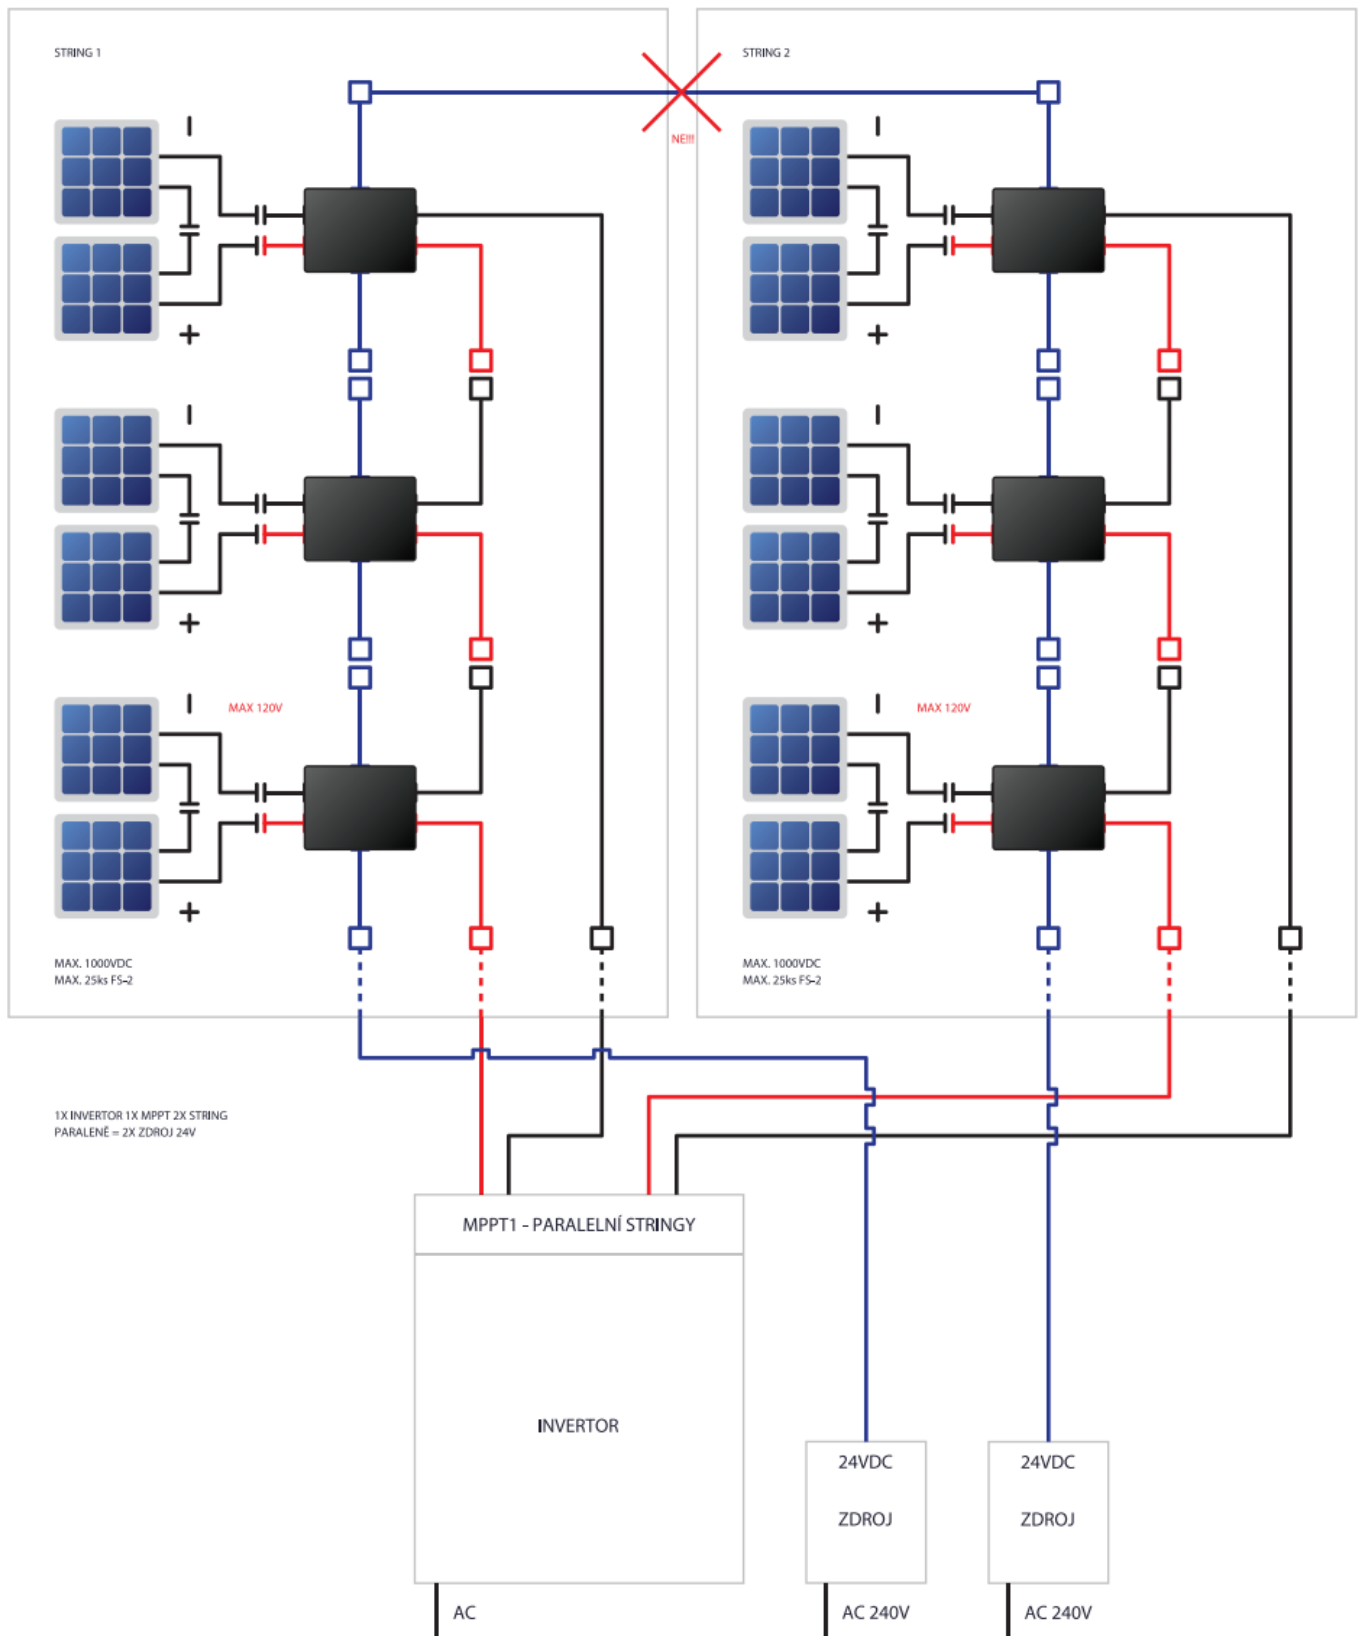 STRING 1
STRING 2
NE!!!
MAX 120V
MAX 120V
MAX. 1000VDC
MAX. 25ks FS-2
MAX. 1000VDC
MAX. 25ks FS-2
1X INVERTOR 1X MPPT 2X STRING
PARALENĚ = 2X ZDROJ 24V
MPPT1 - PARALELNÍ STRINGY
INVERTOR
24VDC
ZDROJ
24VDC
ZDROJ
AC
AC 240V
AC 240V